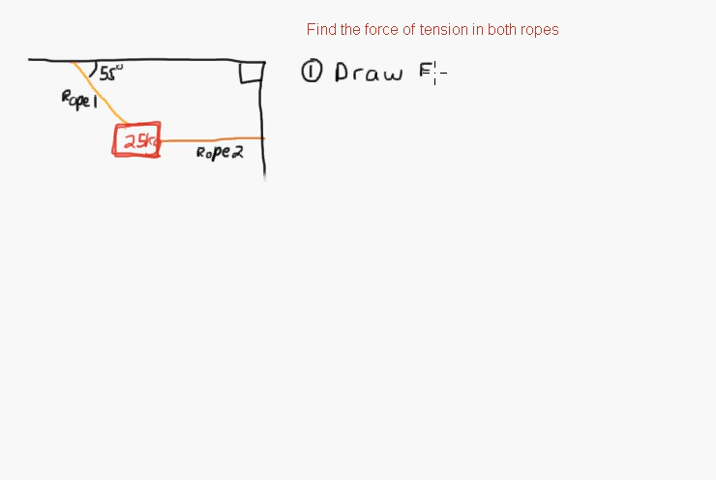 Find the force of tension in both ropes
① Draw F
55°
Rope 1
25kg
Rope 2